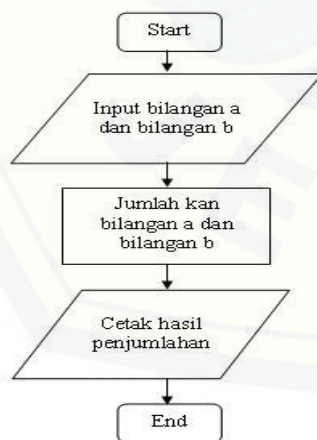 Start
Input bilangan a
dan bilangan b
Jumlah kan
bilangan a dan
bilangan b
Cetak hasil
penjumlahan
End